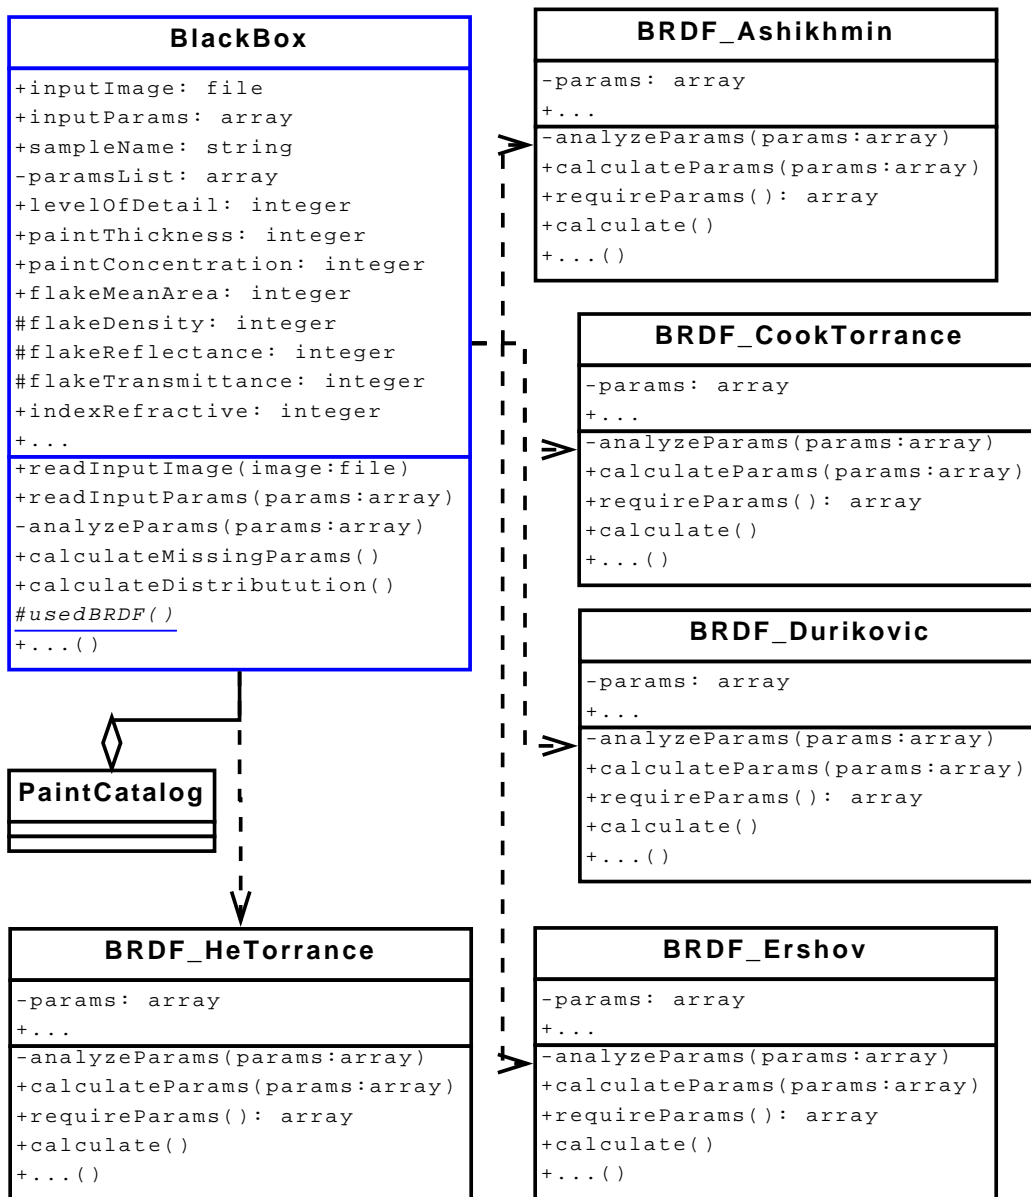 BlackBox
+inputImage: file
+inputParams: array
+sampleName: string
-paramsList: array
+levelOfDetail: integer
+paintThickness: integer
+paintConcentration: integer
+flakeMeanArea: integer
#flakeDensity: integer
#flakeReflectance: integer
#flakeTransmittance: integer
+indexRefractive: integer
+...
+readInputImage(image:file)
+readInputParams(params:array)
-analyzeParams(params:array)
+calculateMissingParams()
+calculateDistributution()
#usedBRDF()
+...()
PaintCatalog
BRDF_HeTorrance
-params: array
+...
-analyzeParams(params:array)
+calculateParams(params:array)
+requireParams(): array
+calculate()
+...()
BRDF_Ashikhmin
-params: array
+...
-analyzeParams(params:array)
+calculateParams(params:array)
+requireParams(): array
+calculate()
+...()
BRDF_CookTorrance
-params: array
+...
-analyzeParams(params:array)
+calculateParams(params:array)
+requireParams(): array
+calculate()
+...()
BRDF_Durikovic
-params: array
+...
-analyzeParams(params:array)
+calculateParams(params:array)
+requireParams(): array
+calculate()
+...()
BRDF_Ershov
-params: array
+...
-analyzeParams(params:array)
+calculateParams(params:array)
+requireParams(): array
+calculate()
+...()